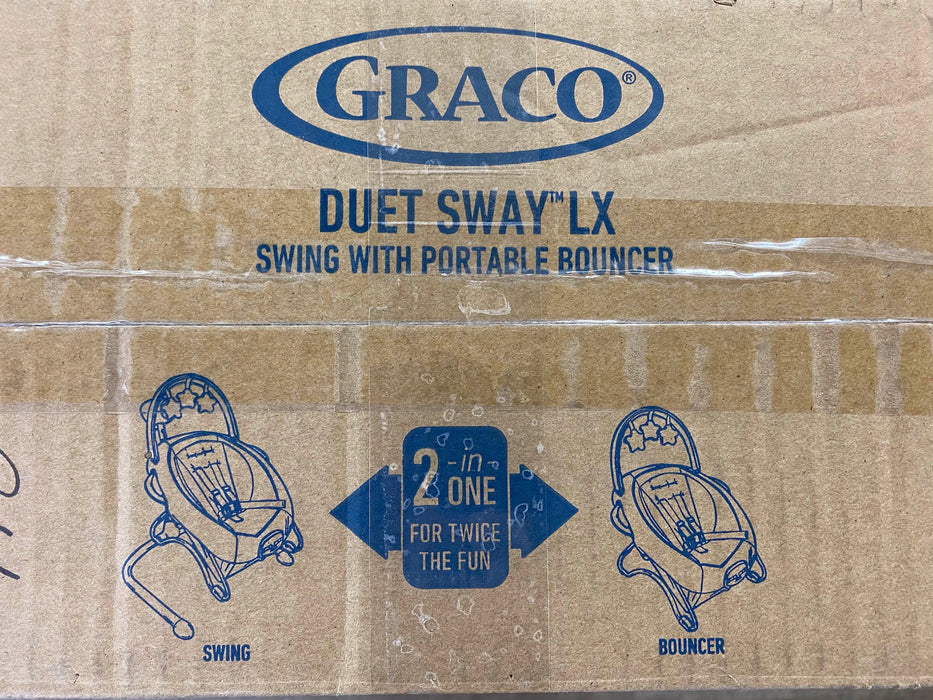 GRACO®
DUET SWAY™ LX
SWING WITH PORTABLE BOUNCER
2-in
ONE
FOR TWICE
THE FUN
SWING
BOUNCER